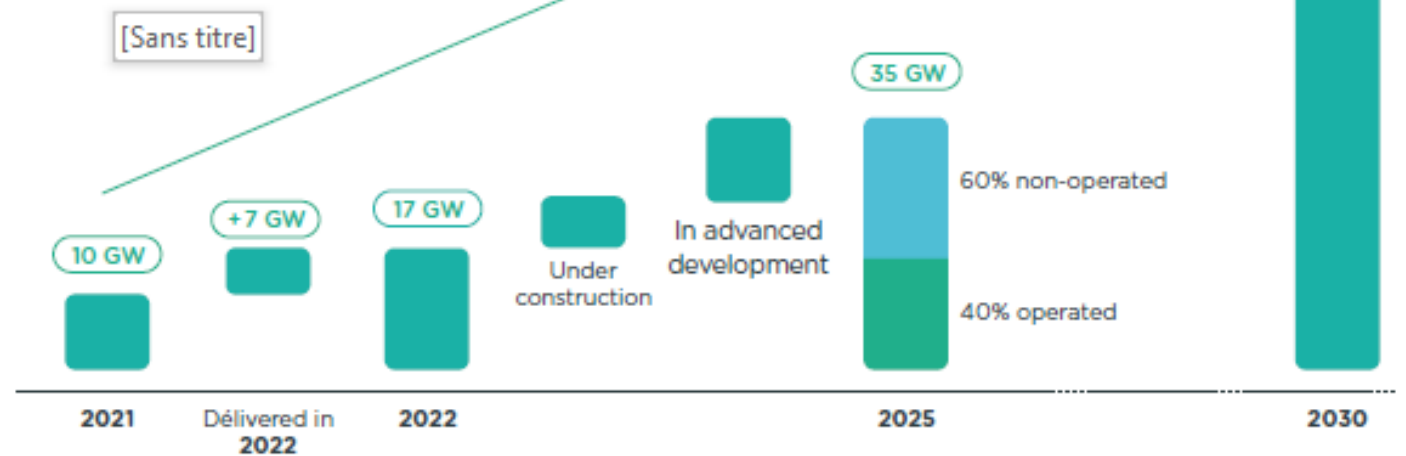 [Sans titre]
35 GW
60% non-operated
+7 GW
17 GW
10 GW
In advanced
development
Under
construction
40% operated
2021
Délivered in
2022
2022
2025
2030